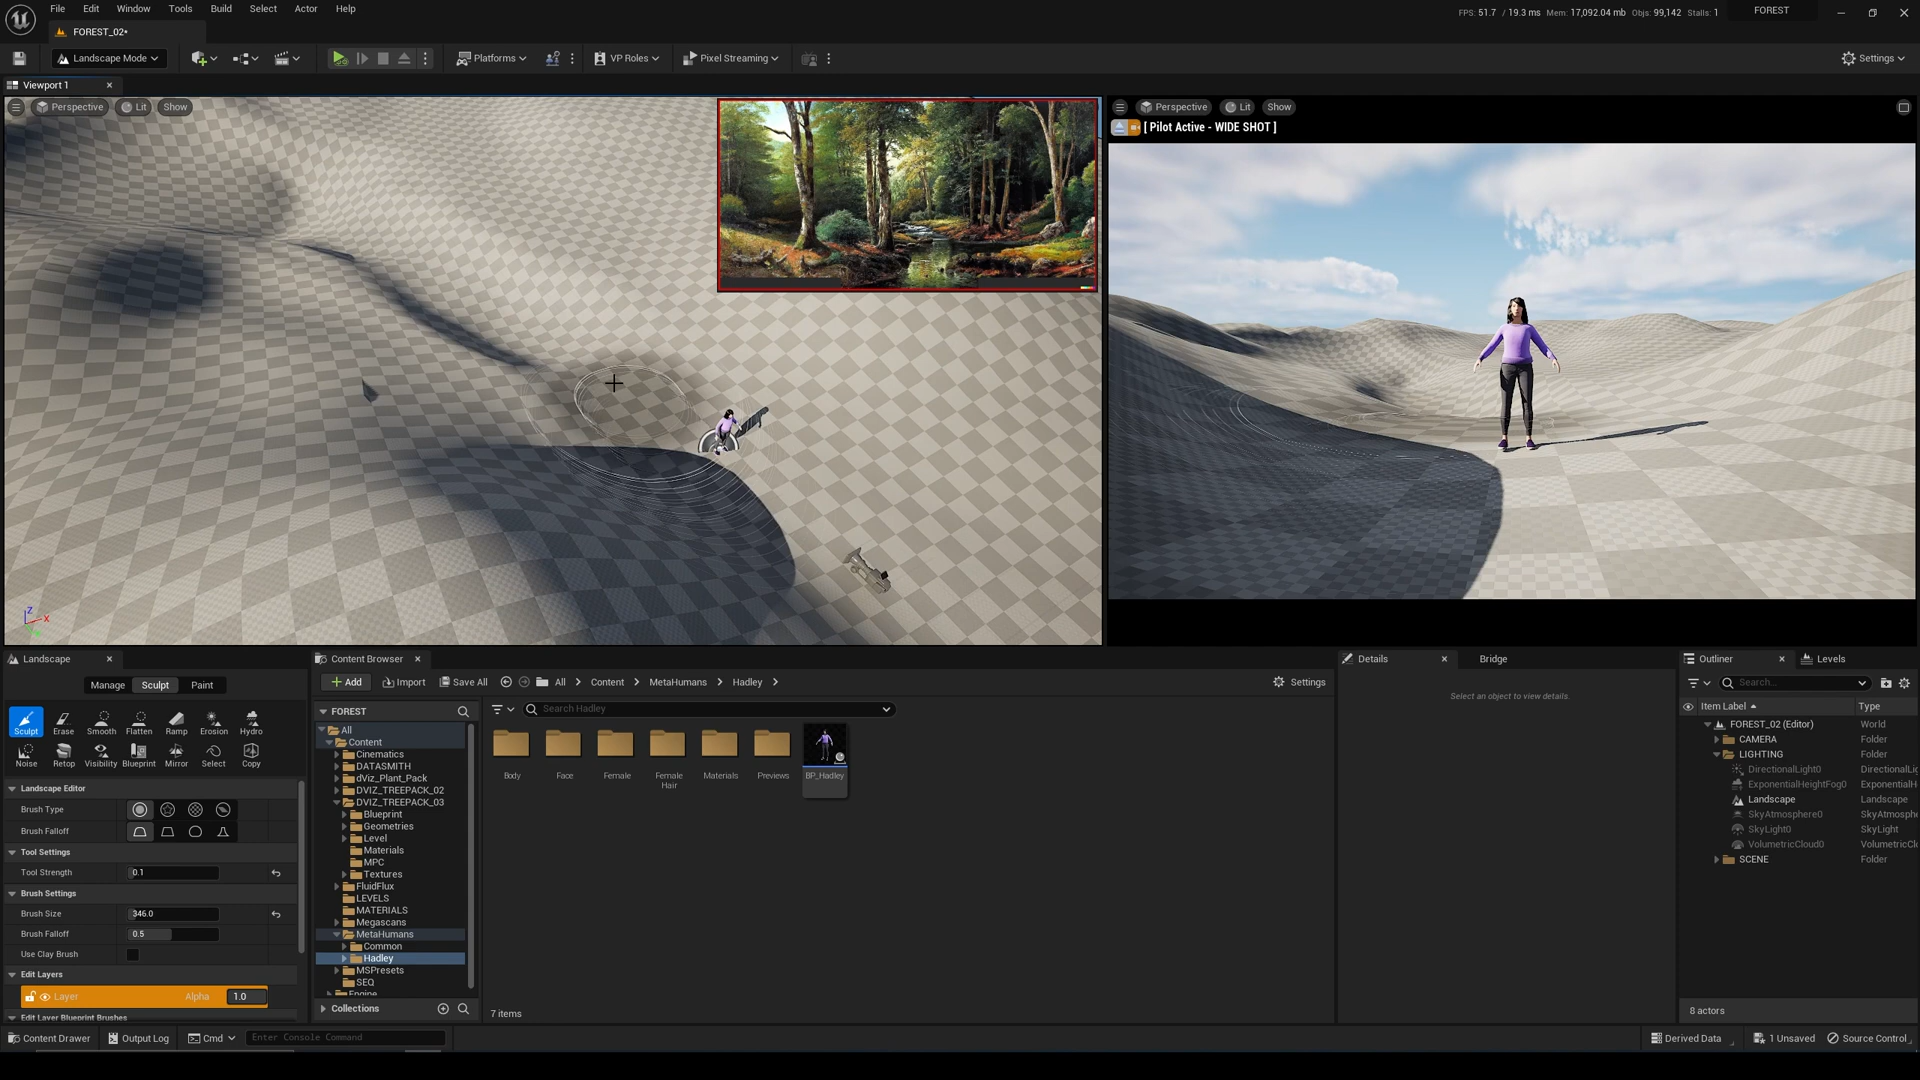 File Edit Window Tools Build Select Actor Help
FPS: 51.7 / 19.3 ms Mem: 17,092.04 mb Objs: 99,142 Stalls: 1
FOREST
FOREST_02*
Landscape Mode
Platforms
VP Roles
Pixel Streaming
Settings
Viewport 1
Perspective Lit Show
Perspective Lit Show
[ Pilot Active - WIDE SHOT ]
Z
X
Landscape
Manage Sculpt Paint
Sculpt Erase Smooth Flatten Ramp Erosion Hydro
Noise Retop Visibility Blueprint Mirror Select Copy
Landscape Editor
Brush Type
Brush Falloff
Tool Settings
Tool Strength 0.1
Brush Settings
Brush Size 346.0
Brush Falloff 0.5
Use Clay Brush
Edit Layers
Layer Alpha 1.0
Edit Layer Blueprint Brushes
Content Browser
Add Import Save All All Content MetaHumans Hadley
Settings
FOREST
Search Hadley
All
Content
Cinematics
DATASMITH
dViz_Plant_Pack
DVIZ_TREEPACK_02
DVIZ_TREEPACK_03
Blueprint
Geometries
Level
Materials
MPC
Textures
FluidFlux
LEVELS
MATERIALS
Megascans
MetaHumans
Common
Hadley
MSPresets
SEQ
Engine
Collections
Body Face Female Female Hair Materials Previews BP_Hadley
7 items
Details
Bridge
Select an object to view details.
Outliner
Levels
Search...
Item Label Type
FOREST_02 (Editor) World
CAMERA Folder
LIGHTING Folder
DirectionalLight0 DirectionalLig
ExponentialHeightFog0 ExponentialH
Landscape Landscape
SkyAtmosphere0 SkyAtmosphe
SkyLight0 SkyLight
VolumetricCloud0 VolumetricCl
SCENE Folder
8 actors
Content Drawer Output Log Cmd Enter Console Command
Derived Data 1 Unsaved Source Control